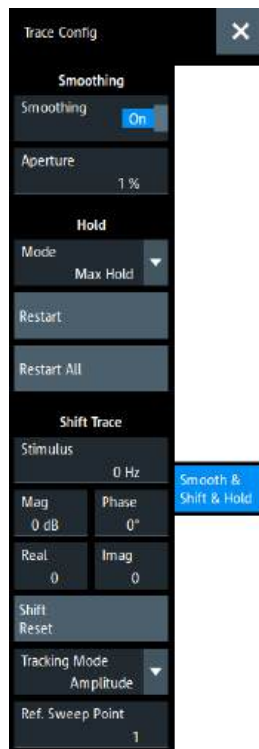 Trace Config
Smoothing
Smoothing
On
Aperture
1 %
Hold
Mode
Max Hold
Restart
Restart All
Shift Trace
Stimulus
0 Hz
Smooth &
Shift & Hold
Mag
Phase
0 dB
0°
Real
Imag
0
0
Shift
Reset
Tracking Mode
Amplitude
Ref. Sweep Point
1